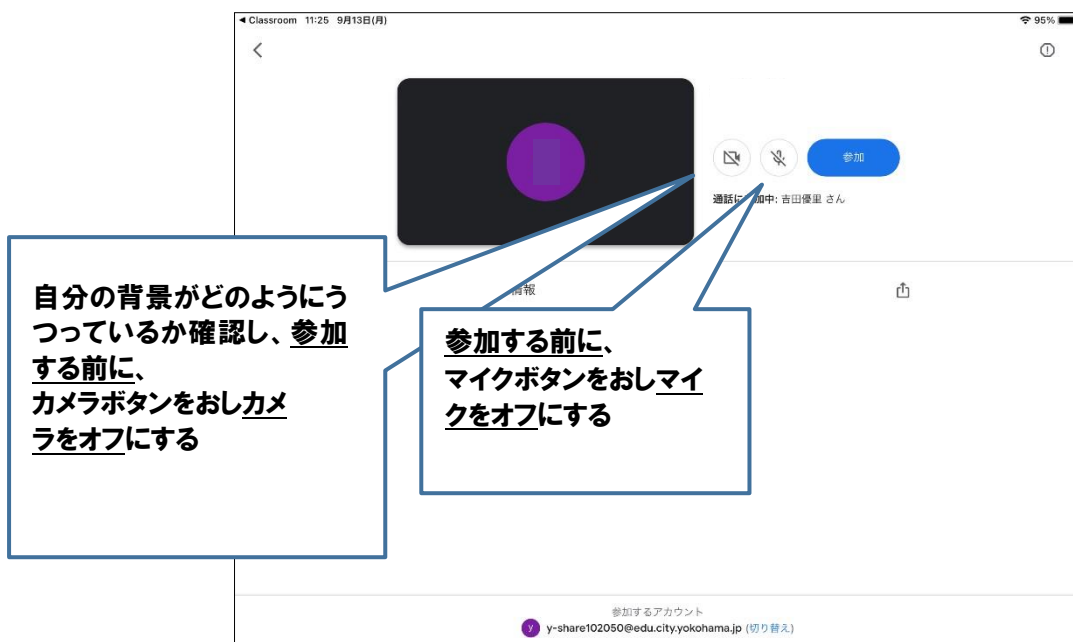 ◀ Classroom 11:25 9月13日(月)
95%
参加
通話に 加中: 吉田優里 さん
自分の背景がどのようにう
つっているか確認し、参加
する前に、
カメラボタンをおしカメ
ラをオフにする
情報
参加する前に、
マイクボタンをおしマイ
クをオフにする
参加するアカウント
y y-share102050@edu.city.yokohama.jp (切り替え)